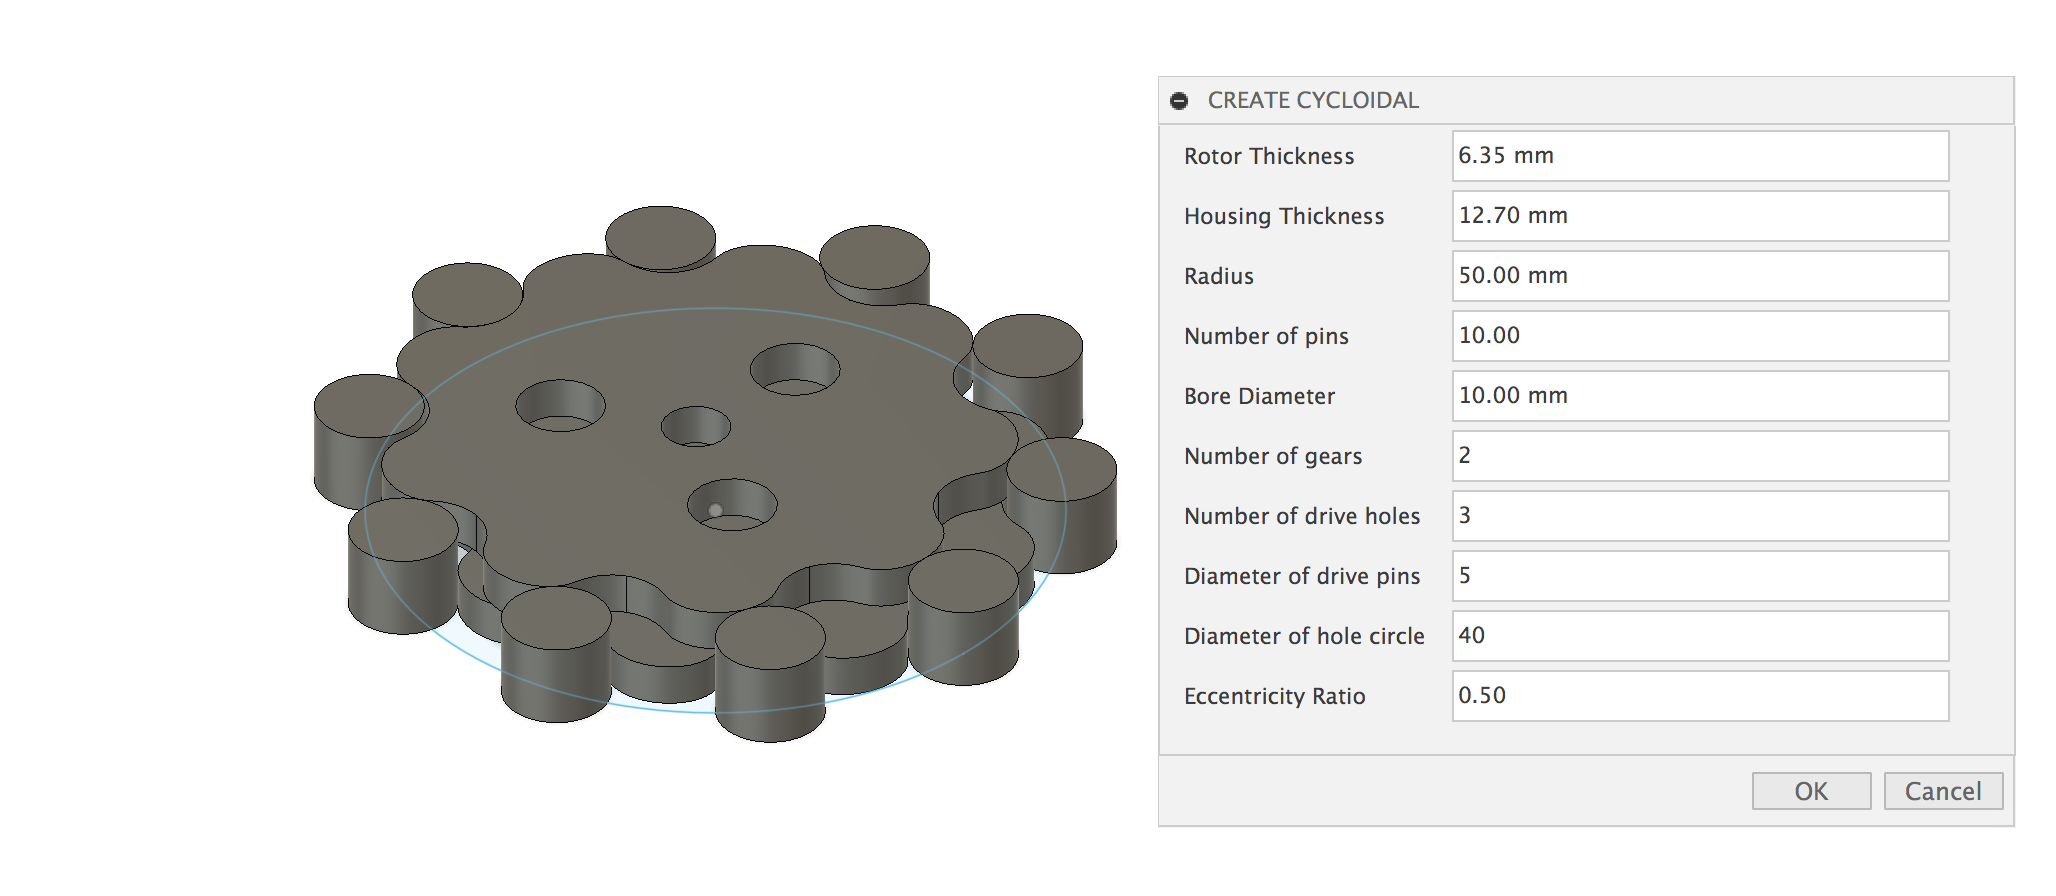 CREATE CYCLOIDAL
Rotor Thickness 6.35 mm
Housing Thickness 12.70 mm
Radius 50.00 mm
Number of pins 10.00
Bore Diameter 10.00 mm
Number of gears 2
Number of drive holes 3
Diameter of drive pins 5
Diameter of hole circle 40
Eccentricity Ratio 0.50
OK Cancel